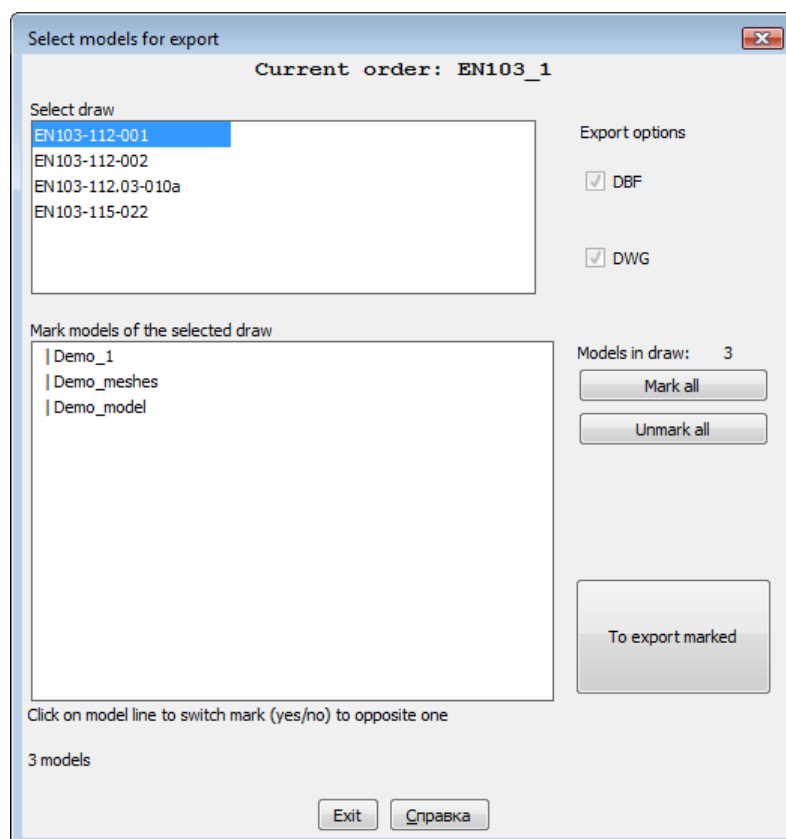 Select models for export
Current order: EN103_1
Select draw
EN103-112-001
EN103-112-002
EN103-112.03-010a
EN103-115-022
Export options
DBF
DWG
Mark models of the selected draw
| Demo_1
| Demo_meshes
| Demo_model
Models in draw: 3
Mark all
Unmark all
To export marked
Click on model line to switch mark (yes/no) to opposite one
3 models
Exit
Справка